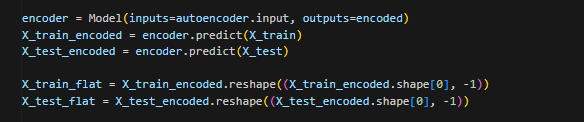 encoder = Model(inputs=autoencoder.input, outputs=encoded)
X_train_encoded = encoder.predict(X_train)
X_test_encoded = encoder.predict(X_test)
X_train_flat = X_train_encoded.reshape((X_train_encoded.shape[0], -1))
X_test_flat = X_test_encoded.reshape((X_test_encoded.shape[0], -1))